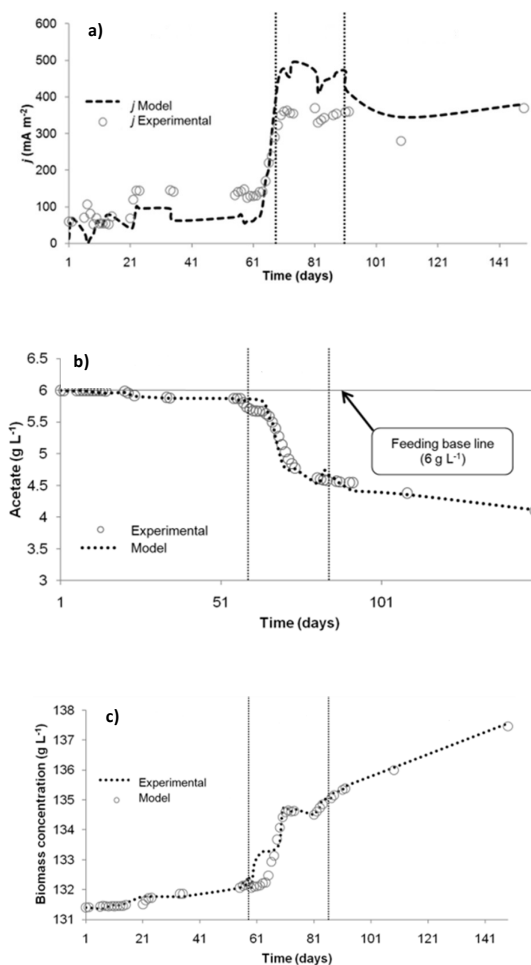 a)
600
500
400
300
200
100
0
j (mA m⁻²)
j Model
j Experimental
1 21 41 61 81 101 121 141
Time (days)
b)
6.5
6
5.5
5
4.5
4
3.5
3
Acetate (g L⁻¹)
Feeding base line
(6 g L⁻¹)
Experimental
Model
1 51 101
Time (days)
c)
138
137
136
135
134
133
132
131
Biomass concentration (g L⁻¹)
Experimental
Model
1 21 41 61 81 101 121 141
Time (days)